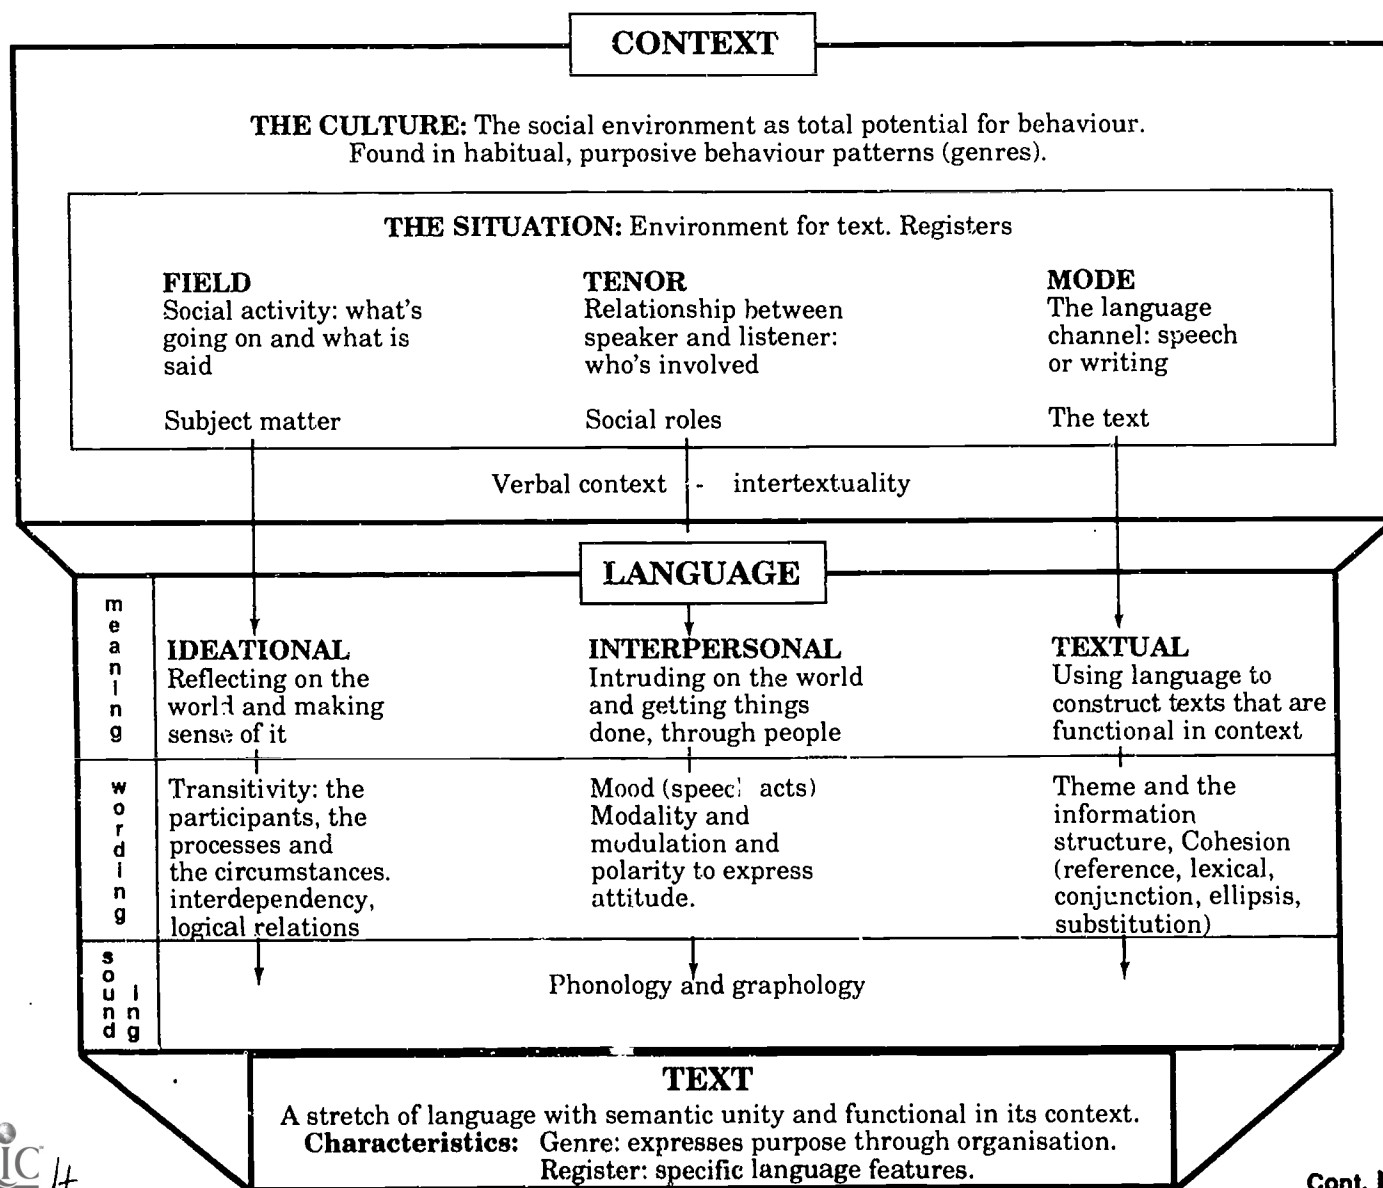 CONTEXT
THE CULTURE: The social environment as total potential for behaviour.
Found in habitual, purposive behaviour patterns (genres).
THE SITUATION: Environment for text. Registers
FIELD
Social activity: what's
going on and what is
said
Subject matter
TENOR
Relationship between
speaker and listener:
who's involved
Social roles
MODE
The language
channel: speech
or writing
The text
Verbal context - intertextuality
LANGUAGE
meaning
IDEATIONAL
Reflecting on the
world and making
sense of it
INTERPERSONAL
Intruding on the world
and getting things
done, through people
TEXTUAL
Using language to
construct texts that are
functional in context
wording
Transitivity: the
participants, the
processes and
the circumstances.
interdependency,
logical relations
Mood (speech acts)
Modality and
modulation and
polarity to express
attitude.
Theme and the
information
structure, Cohesion
(reference, lexical,
conjunction, ellipsis,
substitution)
sounding
Phonology and graphology
TEXT
A stretch of language with semantic unity and functional in its context.
Characteristics: Genre: expresses purpose through organisation.
Register: specific language features.
IC 14
Cont.